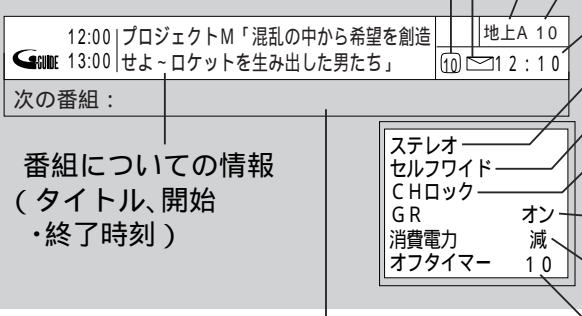 12:00 プロジェクトM「混乱の中から希望を創造
G GUIDE 13:00 せよ～ロケットを生み出した男たち」
地上A 10
10 12:10
次の番組：
番組についての情報
(タイトル、開始
・終了時刻)
ステレオ
セルフワイド
CHロック
GR オン
消費電力 減
オフタイマー 10